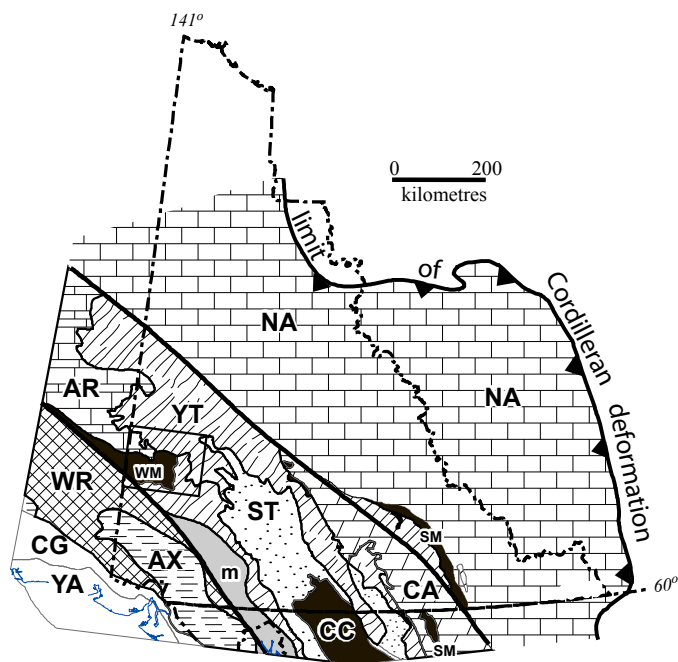 141º
0 200
kilometres
limit of Cordilleran deformation
NA
NA
AR
YT
WM
WR
ST
SM
CG
AX
m
CA
YA
60º
CC
SM